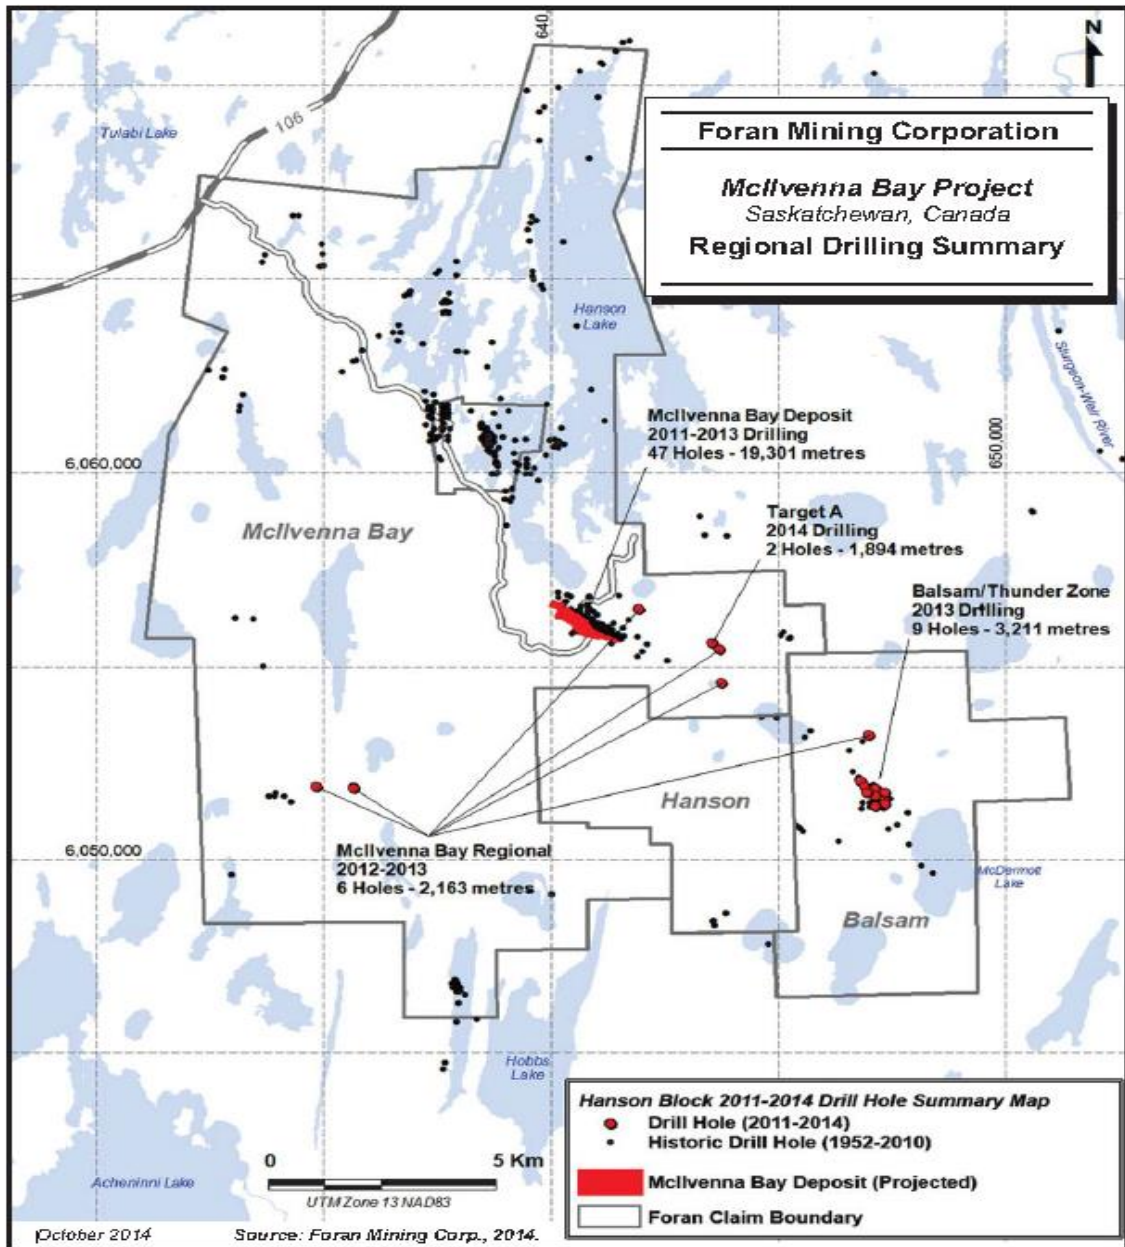 640
N
106
Tulabi Lake
Foran Mining Corporation
McIlvenna Bay Project
Saskatchewan, Canada
Regional Drilling Summary
Hanson
Lake
Sturgeon-Weir River
McIlvenna Bay Deposit
2011-2013 Drilling
47 Holes - 19,301 metres
650,000
6,060,000
McIlvenna Bay
Target A
2014 Drilling
2 Holes - 1,894 metres
Balsam/Thunder Zone
2013 Drilling
9 Holes - 3,211 metres
Hanson
6,050,000
McIlvenna Bay Regional
2012-2013
6 Holes - 2,163 metres
McDermott
Lake
Balsam
Hobbs
Lake
Hanson Block 2011-2014 Drill Hole Summary Map
Drill Hole (2011-2014)
Historic Drill Hole (1952-2010)
McIlvenna Bay Deposit (Projected)
Foran Claim Boundary
0 5 Km
UTM Zone 13 NAD83
Acheninni Lake
October 2014 Source: Foran Mining Corp., 2014.